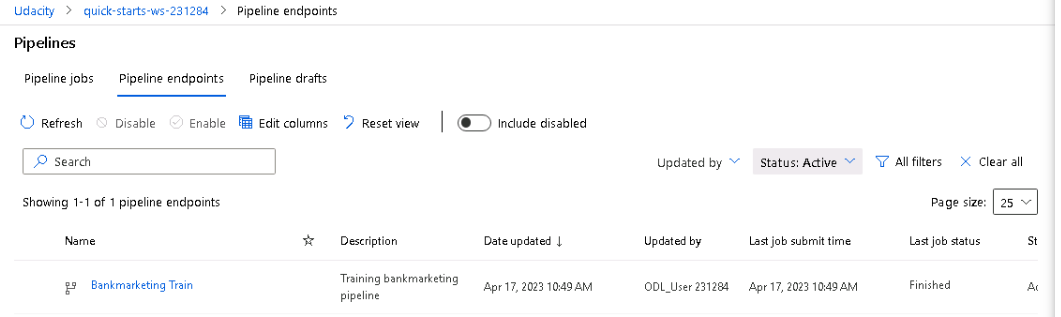 Udacity > quick-starts-ws-231284 > Pipeline endpoints
Pipelines
Pipeline jobs Pipeline endpoints Pipeline drafts
Refresh Disable Enable Edit columns Reset view Include disabled
Search Updated by Status: Active All filters Clear all
Showing 1-1 of 1 pipeline endpoints Page size: 25
Name Description Date updated ↓ Updated by Last job submit time Last job status St
Bankmarketing Train Training bankmarketing pipeline Apr 17, 2023 10:49 AM ODL_User 231284 Apr 17, 2023 10:49 AM Finished Ac